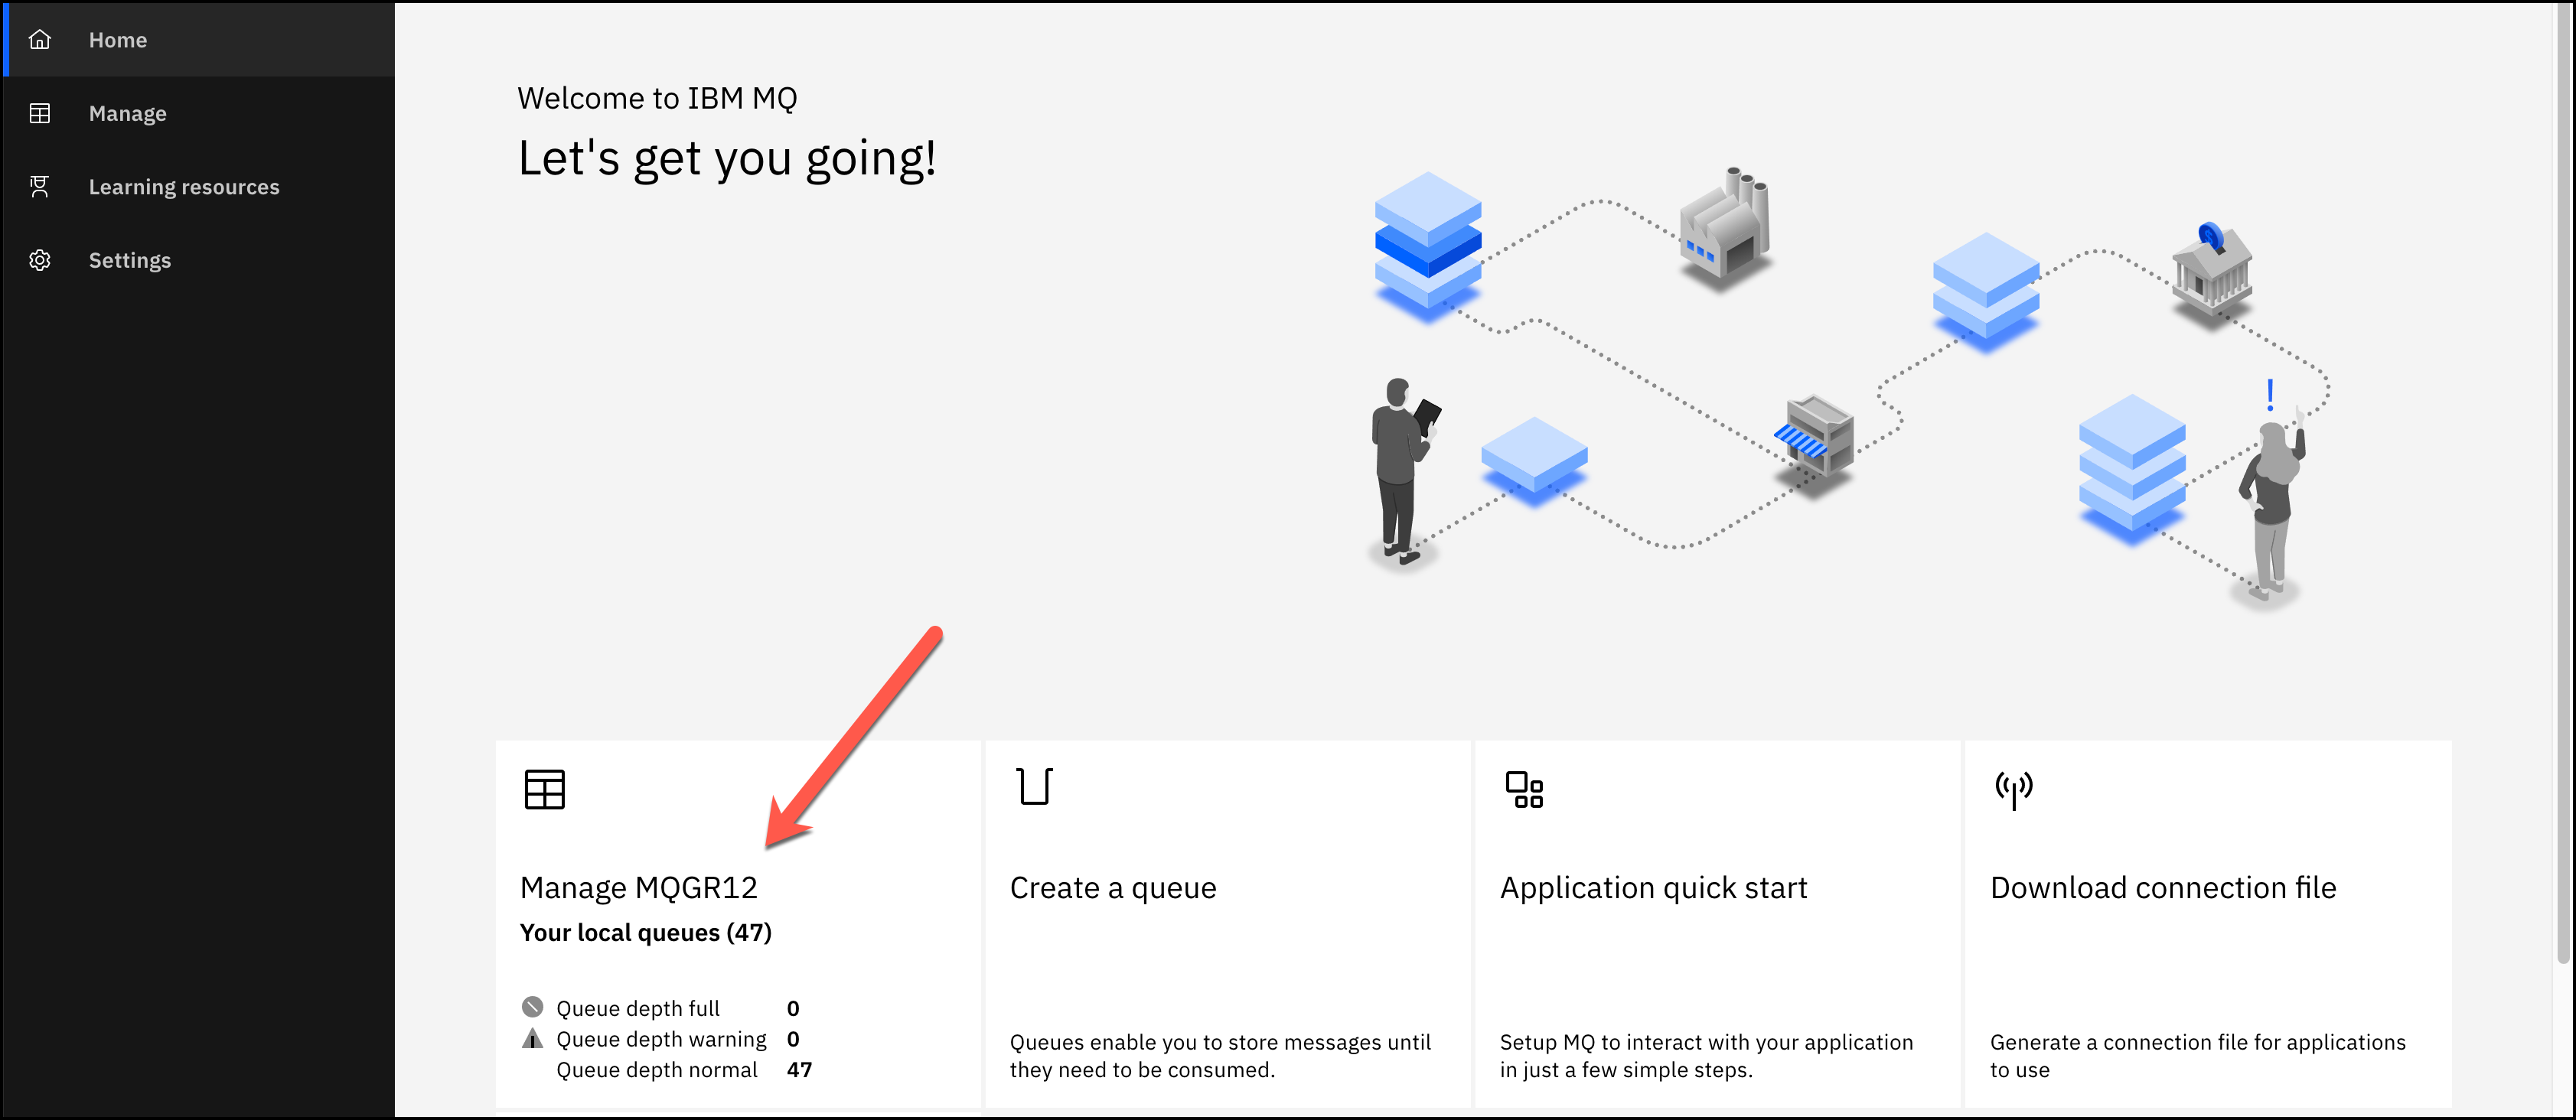 Home
Manage
Learning resources
Settings
Welcome to IBM MQ
Let's get you going!
Manage MQGR12
Your local queues (47)
Queue depth full 0
Queue depth warning 0
Queue depth normal 47
Create a queue
Queues enable you to store messages until
they need to be consumed.
Application quick start
Setup MQ to interact with your application
in just a few simple steps.
Download connection file
Generate a connection file for applications
to use